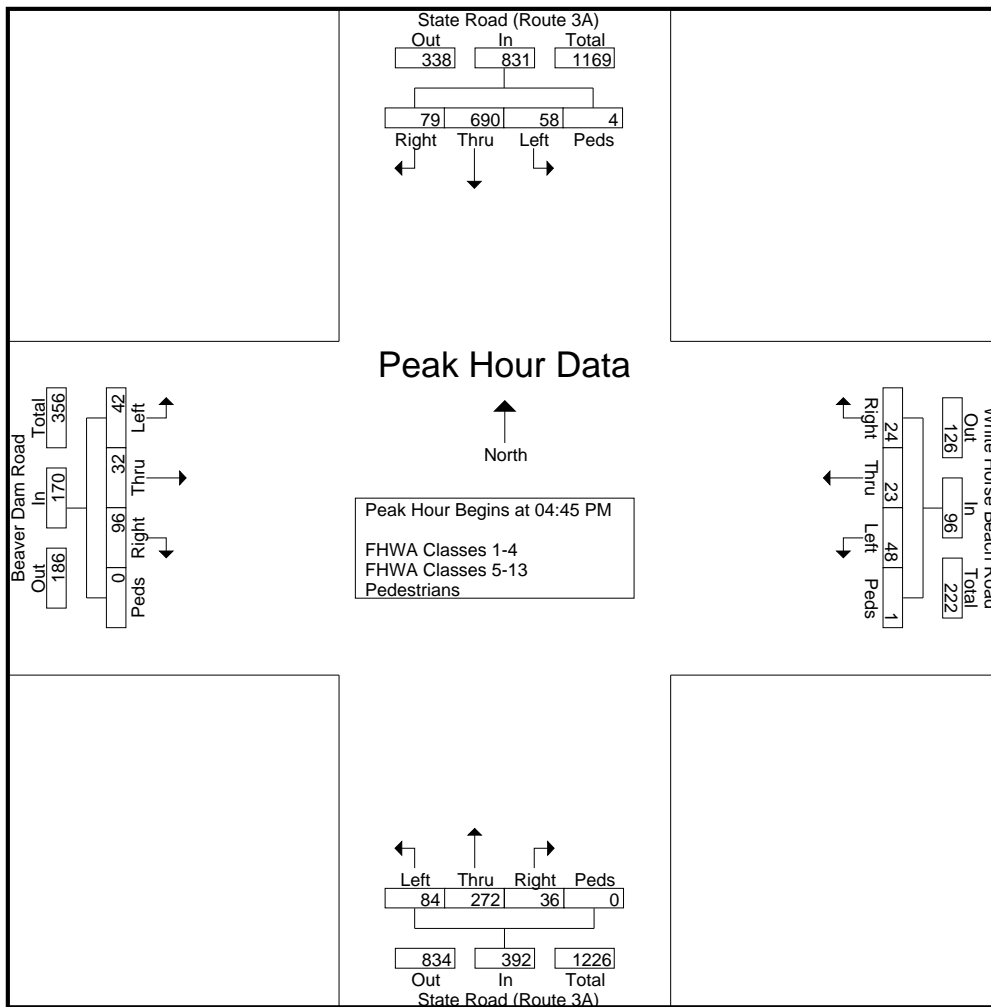 State Road (Route 3A)
Out In Total
338 831 1169
79 690 58 4
Right Thru Left Peds
Peak Hour Data
North
Peak Hour Begins at 04:45 PM
FHWA Classes 1-4
FHWA Classes 5-13
Pedestrians
Beaver Dam Road
Out In Total
186 170 356
0 96 32 42
Peds Right Thru Left
Right Thru Left Peds
24 23 48 1
126 96 222
Out In Total
White Horse Beach Road
Left Thru Right Peds
84 272 36 0
834 392 1226
Out In Total
State Road (Route 3A)